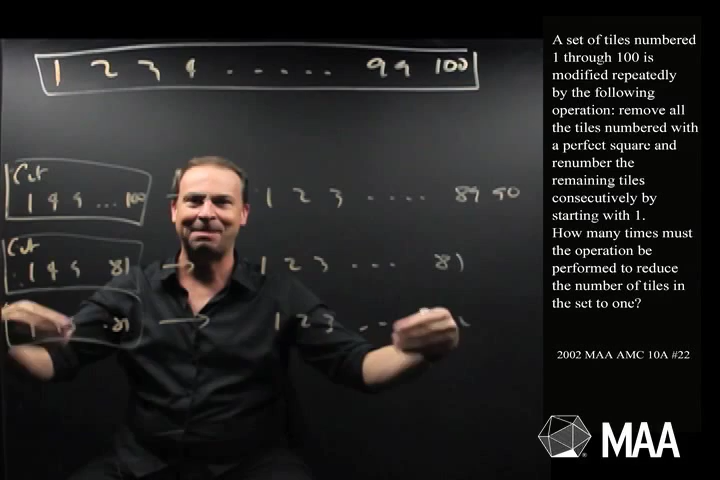 1 2 3 4 ...... 99 100
Cut
1 4 9 ... 100
1 2 3 .... 89 90
Cut
1 4 9 81 → 1 2 3 ... 81
81 → 1 2 3
A set of tiles numbered
1 through 100 is
modified repeatedly
by the following
operation: remove all
the tiles numbered with
a perfect square and
renumber the
remaining tiles
consecutively by
starting with 1.
How many times must
the operation be
performed to reduce
the number of tiles in
the set to one?
2002 MAA AMC 10A #22
MAA